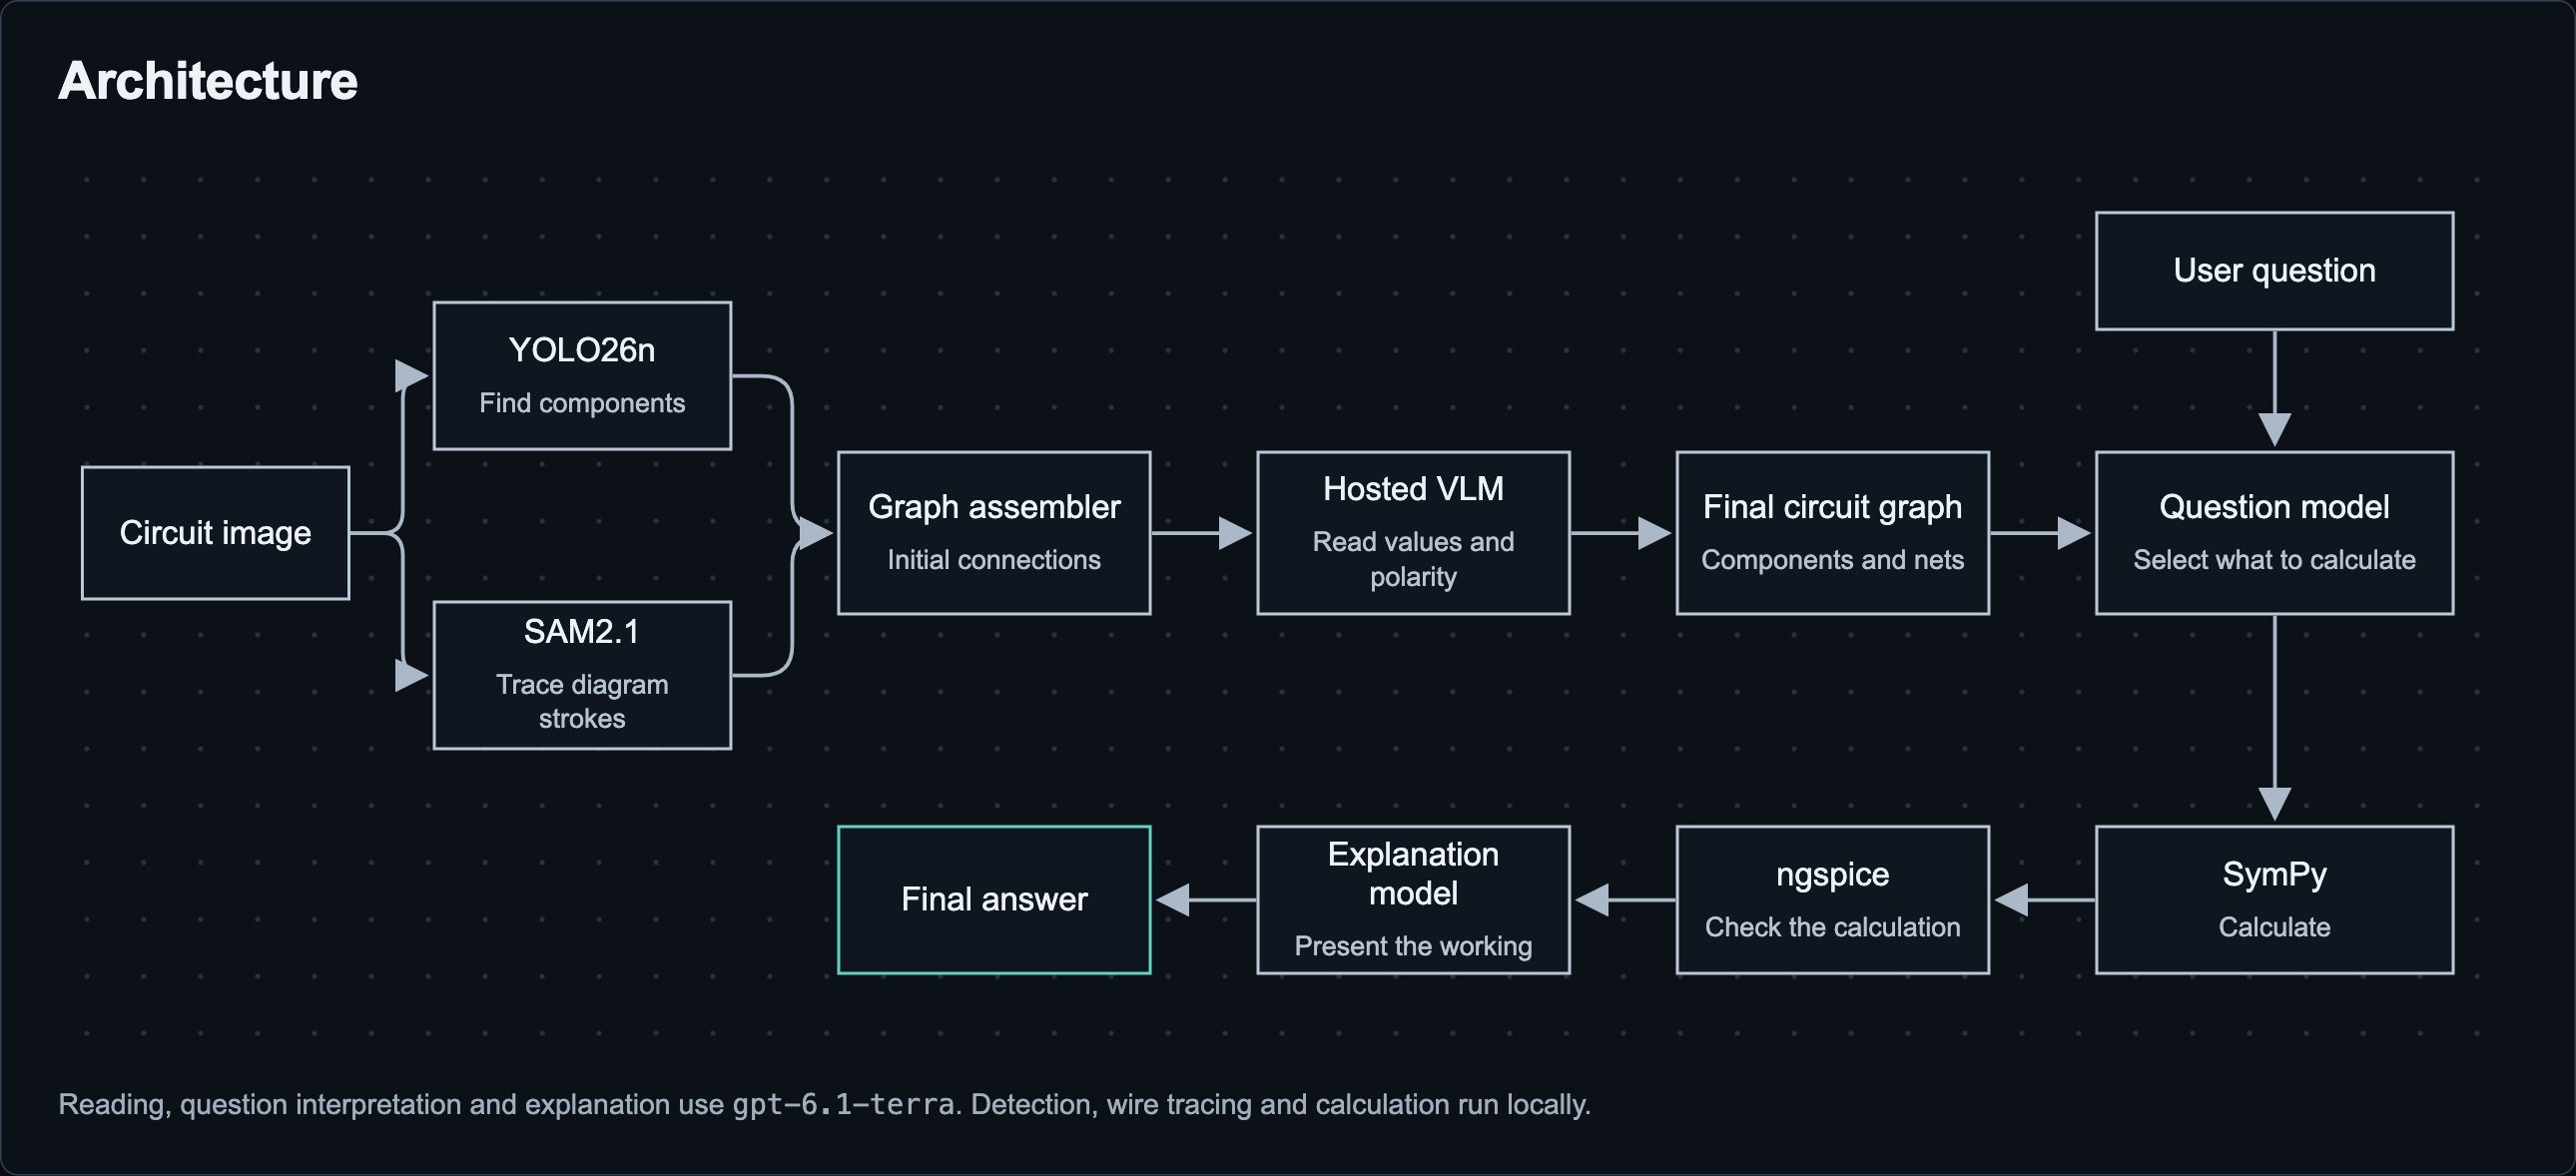 Architecture
User question
YOLO26n
Find components
Circuit image
SAM2.1
Trace diagram
strokes
Graph assembler
Initial connections
Hosted VLM
Read values and
polarity
Final circuit graph
Components and nets
Question model
Select what to calculate
SymPy
Calculate
ngspice
Check the calculation
Explanation
model
Present the working
Final answer
Reading, question interpretation and explanation use gpt-6.1-terra. Detection, wire tracing and calculation run locally.